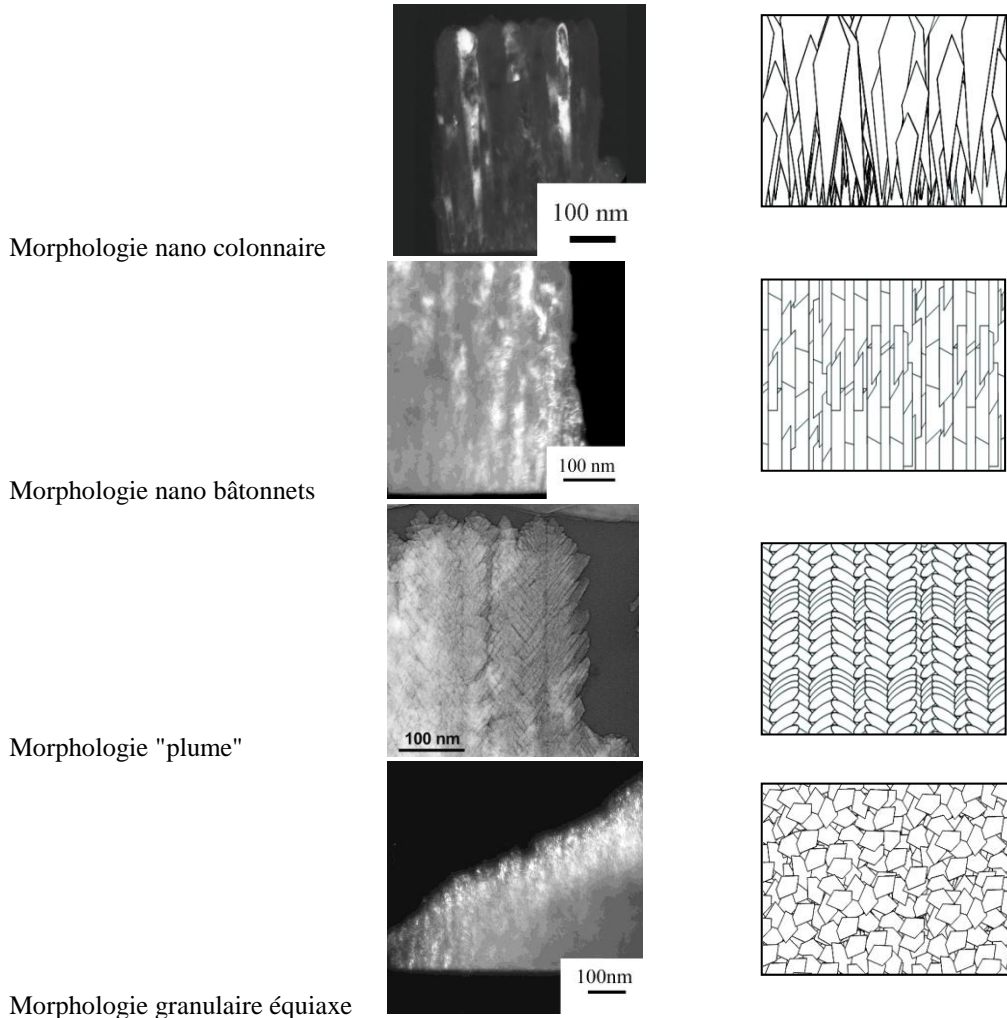 100 nm
Morphologie nano colonnaire
100 nm
Morphologie nano bâtonnets
100 nm
Morphologie "plume"
100nm
Morphologie granulaire équiaxe